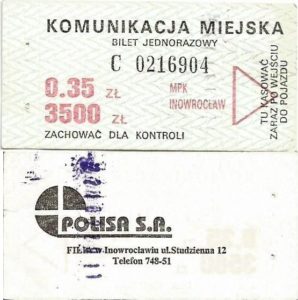 KOMUNIKACJA MIEJSKA
BILET JEDNORAZOWY
C 0216904
0.35 ZŁ
3500 ZŁ
MPK
INOWROCŁAW
ZACHOWAĆ DLA KONTROLI
TU KASOWAĆ
ZARAZ PO WEJŚCIU
DO POJAZDU
POLISA S.A.
FILIA w Inowrocławiu ul.Studzienna 12
Telefon 748-51